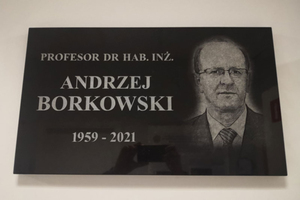 PROFESOR DR HAB. INŻ.
ANDRZEJ
BORKOWSKI
1959 - 2021